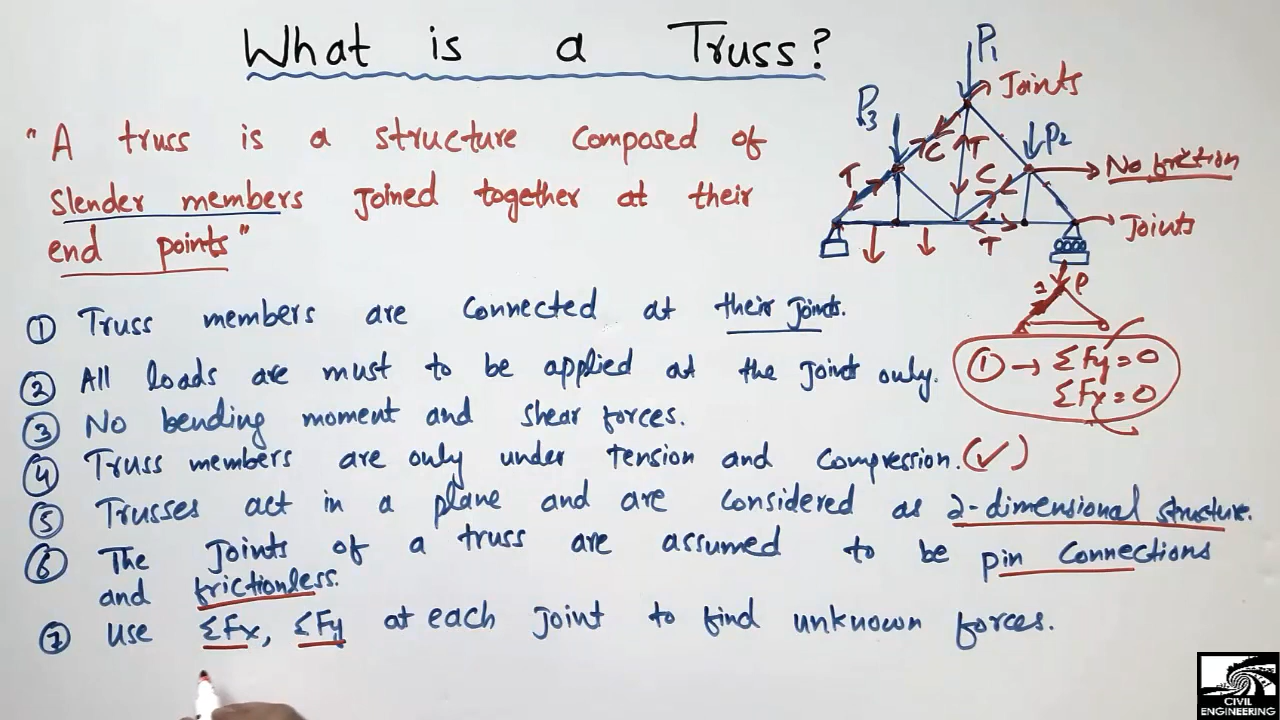 What is a Truss?
"A truss is a structure composed of
slender members joined together at their
end points"
① Truss members are connected at their joints.
② All loads are must to be applied at the joint only.
③ No bending moment and shear forces.
④ Truss members are only under tension and compression. (✓)
⑤ Trusses act in a plane and are considered as 2-dimensional structure.
⑥ The joints of a truss are assumed to be pin connections
and frictionless.
⑦ Use ΣFx, ΣFy at each joint to find unknown forces.
P1
Joints
P3
P2
C
T
No friction
T
C
Joints
T
P
① → ΣFy = 0
ΣFx = 0
CIVIL
ENGINEERING